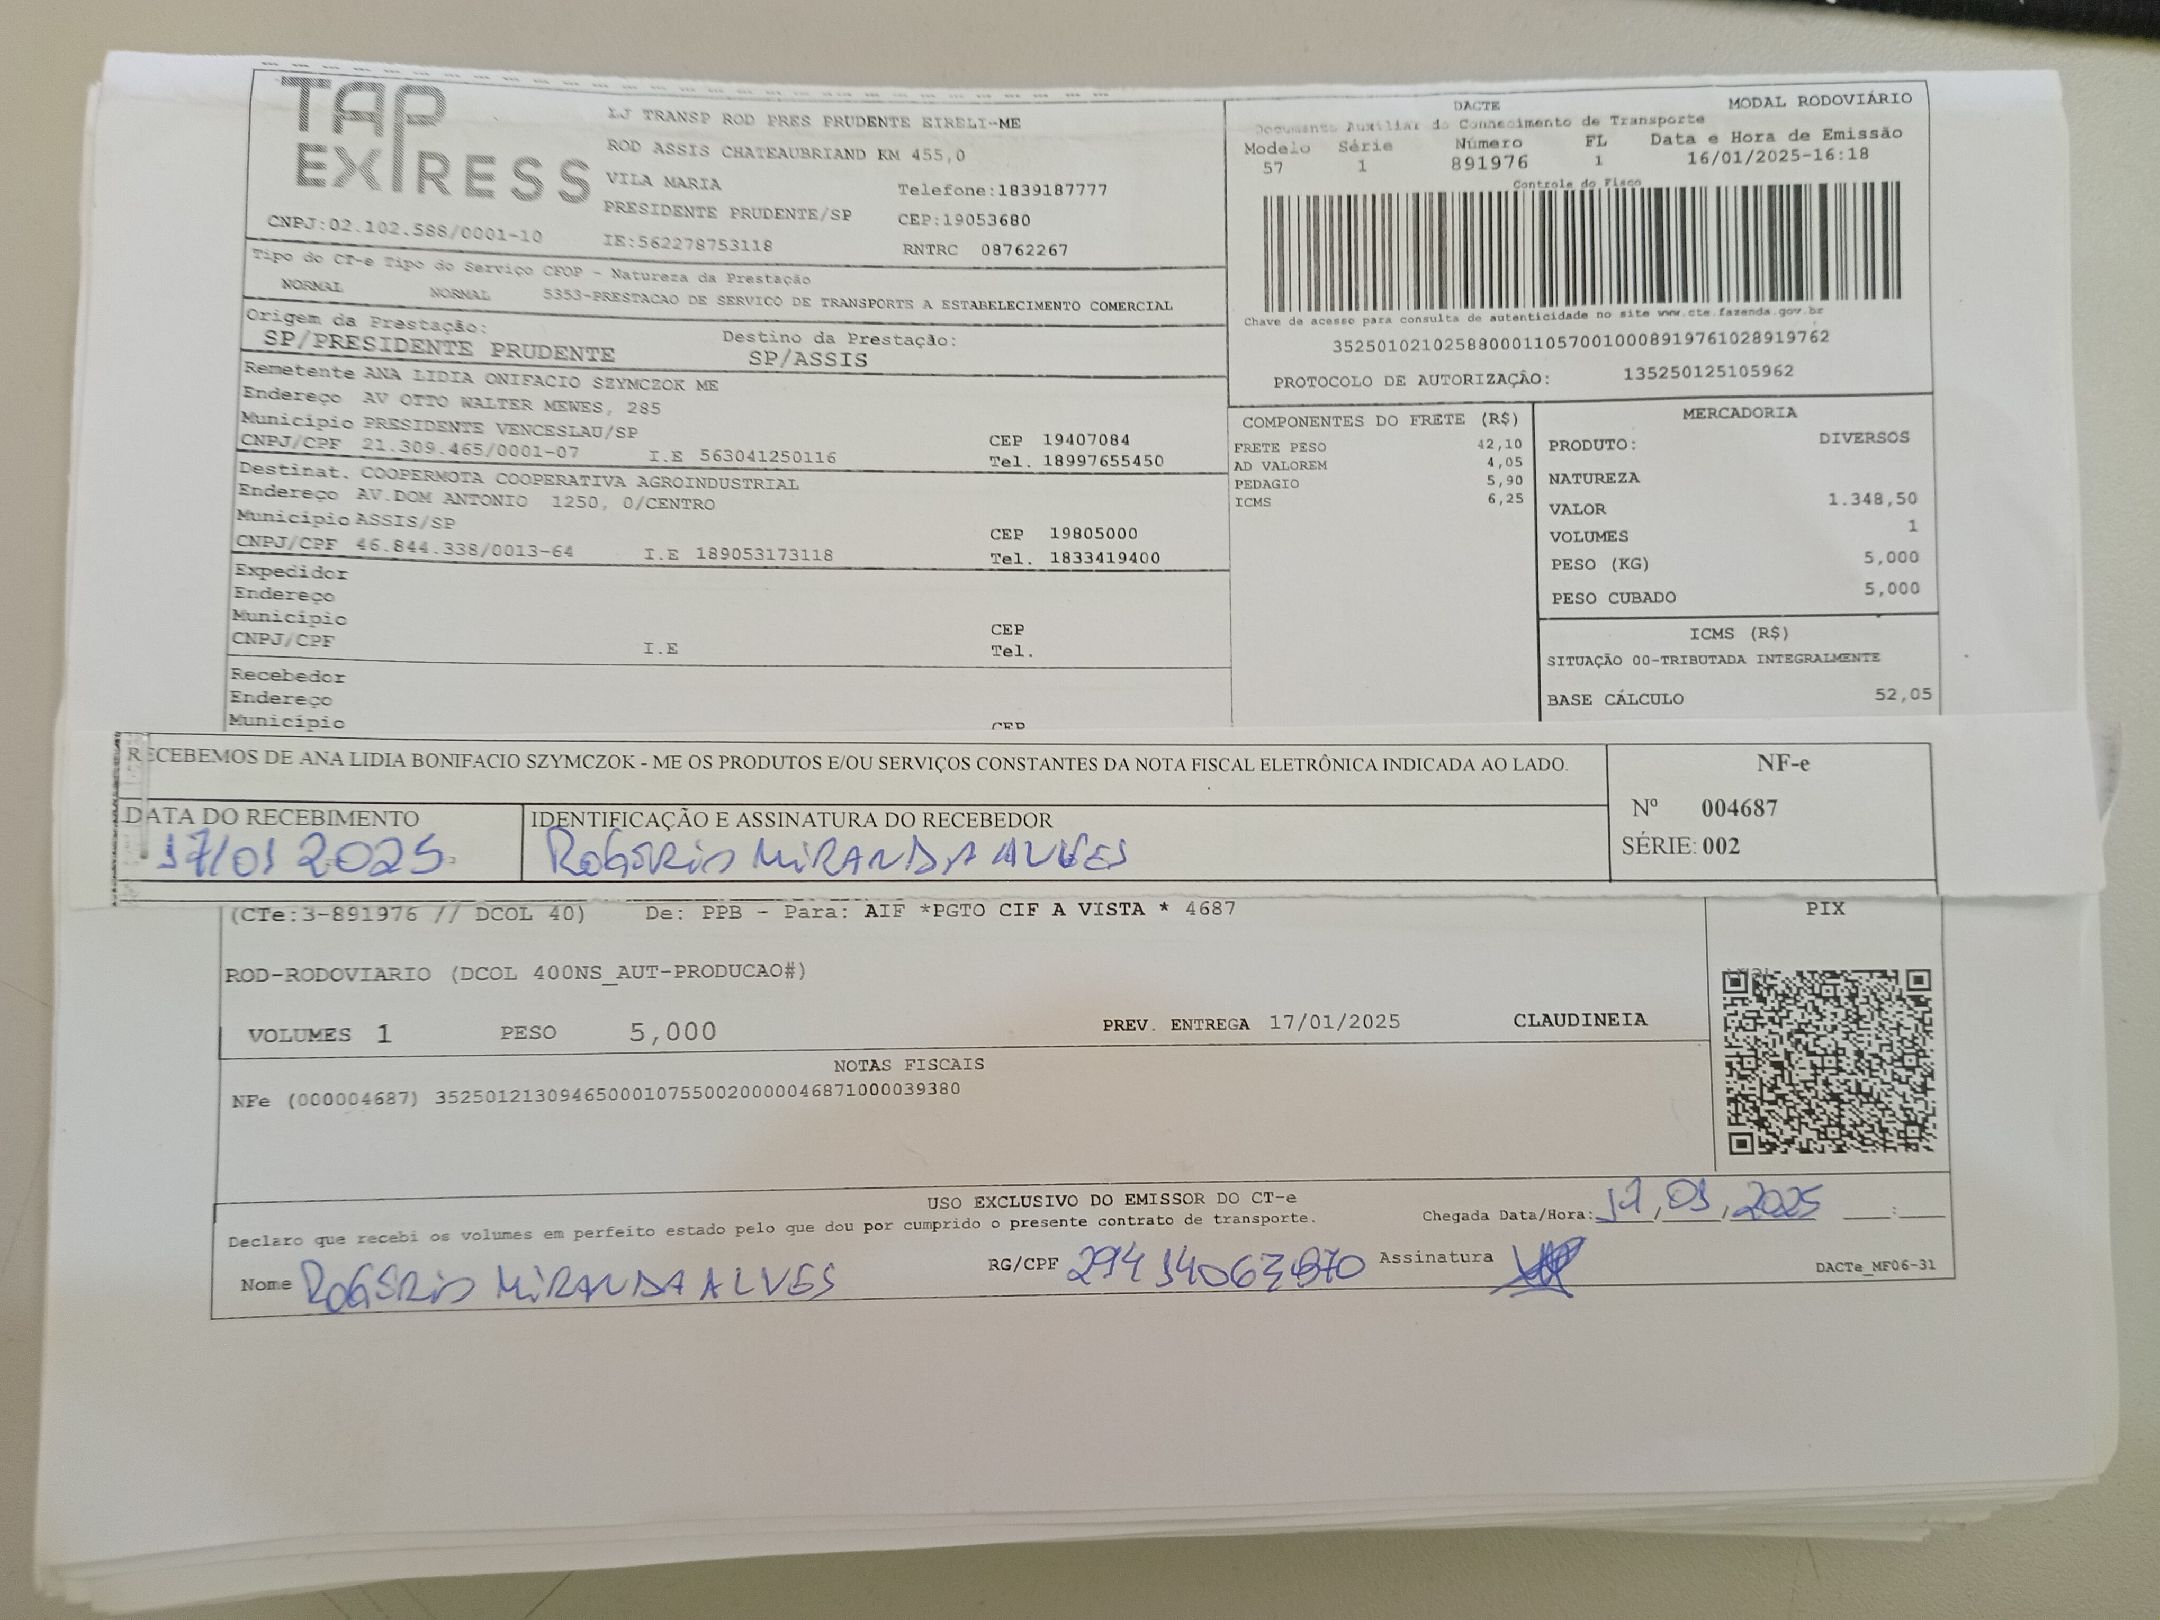 TAP
EXPRESS
LJ TRANSP ROD PRES PRUDENTE EIRELI-ME
ROD ASSIS CHATEAUBRIAND KM 455,0
VILA MARIA
Telefone:1839187777
PRESIDENTE PRUDENTE/SP
CEP:19053680
CNPJ:02.102.588/0001-10
IE:562278753118
RNTRC 08762267
DACTE
MODAL RODOVIÁRIO
Documento Auxiliar do Conhecimento de Transporte
Modelo Série Número FL Data e Hora de Emissão
57 1 891976 1 16/01/2025-16:18
Controle do Fisco
Chave de acesso para consulta de autenticidade no site www.cte.fazenda.gov.br
35250102102588000110570010008919761028919762
PROTOCOLO DE AUTORIZAÇÃO: 135250125105962
Tipo do CT-e Tipo do Serviço CFOP - Natureza da Prestação
NORMAL NORMAL 5353-PRESTACAO DE SERVICO DE TRANSPORTE A ESTABELECIMENTO COMERCIAL
Origem da Prestação: Destino da Prestação:
SP/PRESIDENTE PRUDENTE SP/ASSIS
Remetente ANA LIDIA ONIFACIO SZYMCZOK ME
Endereço AV OTTO WALTER MEWES, 285
Município PRESIDENTE VENCESLAU/SP CEP 19407084
CNPJ/CPF 21.309.465/0001-07 I.E 563041250116 Tel. 18997655450
Destinat. COOPERMOTA COOPERATIVA AGROINDUSTRIAL
Endereço AV.DOM ANTONIO 1250, 0/CENTRO
Município ASSIS/SP CEP 19805000
CNPJ/CPF 46.844.338/0013-64 I.E 189053173118 Tel. 1833419400
Expedidor
Endereço
Município CEP
CNPJ/CPF I.E Tel.
Recebedor
Endereço
Município CEP
COMPONENTES DO FRETE (R$)
FRETE PESO 42,10
AD VALOREM 4,05
PEDAGIO 5,90
ICMS 6,25
MERCADORIA
PRODUTO: DIVERSOS
NATUREZA
VALOR 1.348,50
VOLUMES 1
PESO (KG) 5,000
PESO CUBADO 5,000
ICMS (R$)
SITUAÇÃO 00-TRIBUTADA INTEGRALMENTE
BASE CÁLCULO 52,05
RECEBEMOS DE ANA LIDIA BONIFACIO SZYMCZOK - ME OS PRODUTOS E/OU SERVIÇOS CONSTANTES DA NOTA FISCAL ELETRÔNICA INDICADA AO LADO.
DATA DO RECEBIMENTO
17/01 2025
IDENTIFICAÇÃO E ASSINATURA DO RECEBEDOR
ROGÉRIO MIRANDA ALVES
NF-e
Nº 004687
SÉRIE: 002
(CTe:3-891976 // DCOL 40) De: PPB - Para: AIF *PGTO CIF A VISTA * 4687
PIX
ROD-RODOVIARIO (DCOL 400NS_AUT-PRODUCAO#)
VOLUMES 1 PESO 5,000 PREV. ENTREGA 17/01/2025 CLAUDINEIA
NOTAS FISCAIS
NFe (000004687) 35250121309465000107550020000046871000039380
USO EXCLUSIVO DO EMISSOR DO CT-e
Declaro que recebi os volumes em perfeito estado pelo que dou por cumprido o presente contrato de transporte.
Chegada Data/Hora: 17/01/2025 __:__
Nome ROGÉRIO MIRANDA ALVES RG/CPF Assinatura
DACTe_MF06-31